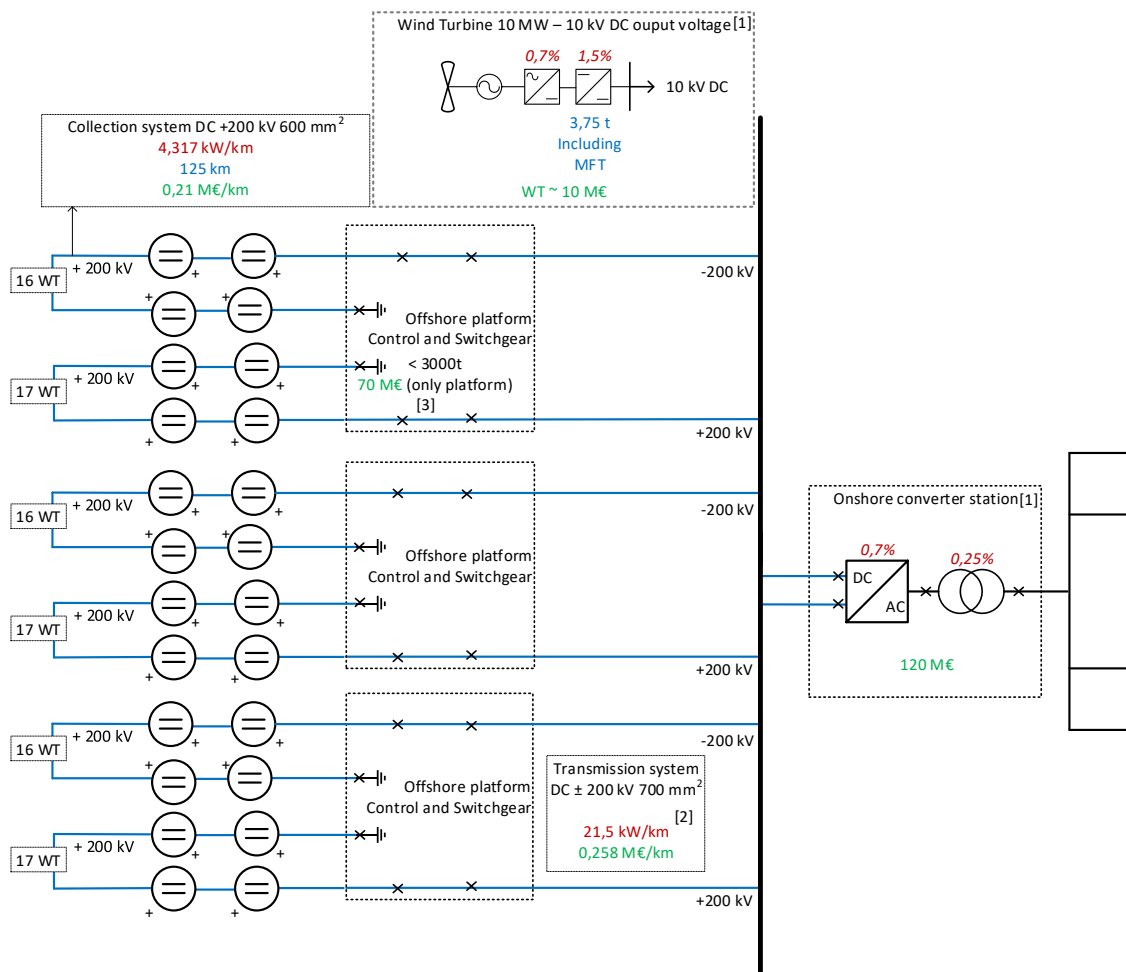 Wind Turbine 10 MW – 10 kV DC ouput voltage[1]
0,7%
1,5%
10 kV DC
3,75 t
Including
MFT
WT ~ 10 M€
Collection system DC +200 kV 600 mm²
4,317 kW/km
125 km
0,21 M€/km
16 WT
+ 200 kV
+
+
-200 kV
+
+
Offshore platform
Control and Switchgear
< 3000t
70 M€ (only platform)
[3]
17 WT
+ 200 kV
+
+
+
+
+200 kV
16 WT
+ 200 kV
+
+
-200 kV
+
+
Offshore platform
Control and Switchgear
17 WT
+ 200 kV
+
+
+
+
+200 kV
Onshore converter station[1]
0,7%
0,25%
DC
AC
120 M€
16 WT
+ 200 kV
+
+
-200 kV
+
+
Offshore platform
Control and Switchgear
17 WT
+ 200 kV
+
+
+
+
+200 kV
Transmission system
DC ± 200 kV 700 mm²
[2]
21,5 kW/km
0,258 M€/km